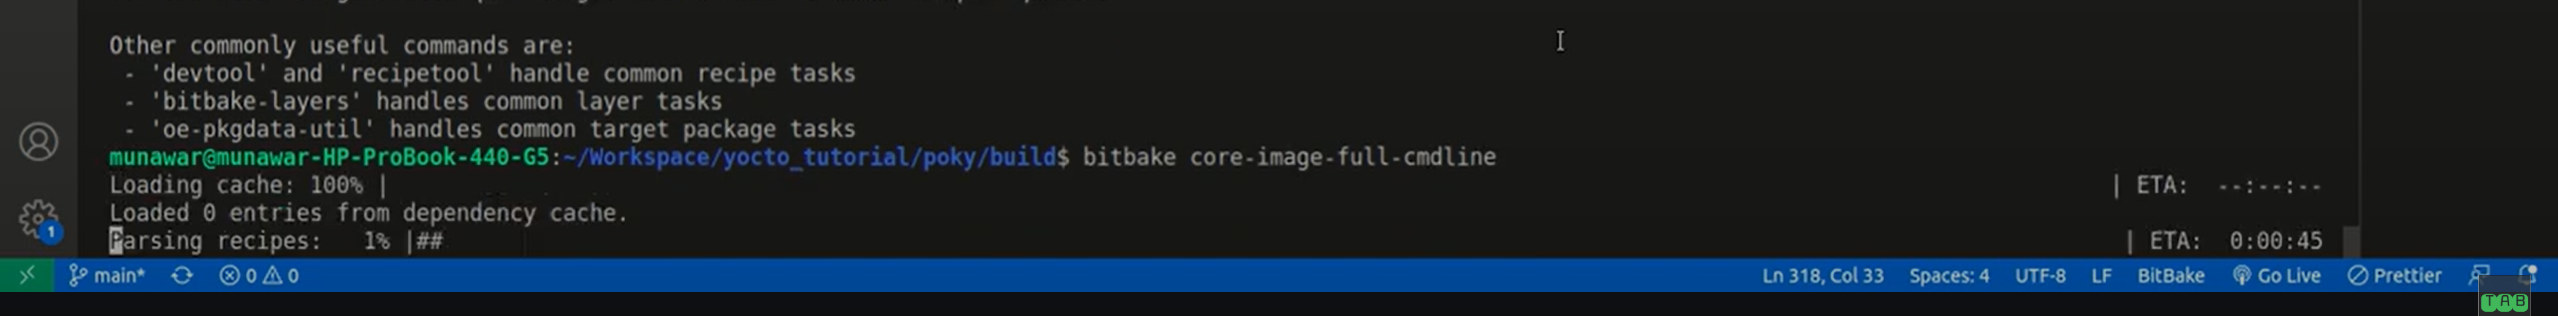 Other commonly useful commands are:
- 'devtool' and 'recipetool' handle common recipe tasks
- 'bitbake-layers' handles common layer tasks
- 'oe-pkgdata-util' handles common target package tasks
munawar@munawar-HP-ProBook-440-G5:~/Workspace/yocto_tutorial/poky/build$ bitbake core-image-full-cmdline
Loading cache: 100% | | ETA: --:--:--
Loaded 0 entries from dependency cache.
Parsing recipes: 1% |## | ETA: 0:00:45
1
main* 0 0 Ln 318, Col 33 Spaces: 4 UTF-8 LF BitBake Go Live Prettier
TAB